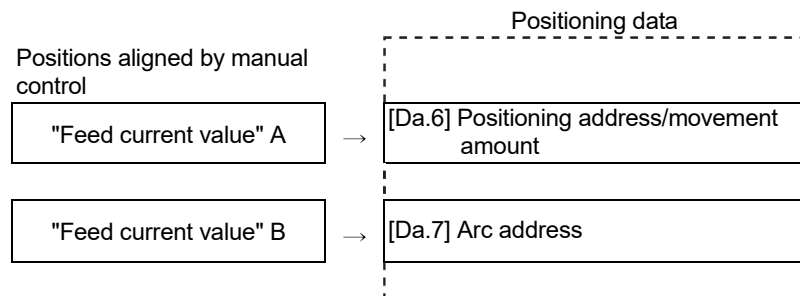 Positioning data
Positions aligned by manual
control
"Feed current value" A
→
[Da.6] Positioning address/movement
amount
"Feed current value" B
→
[Da.7] Arc address